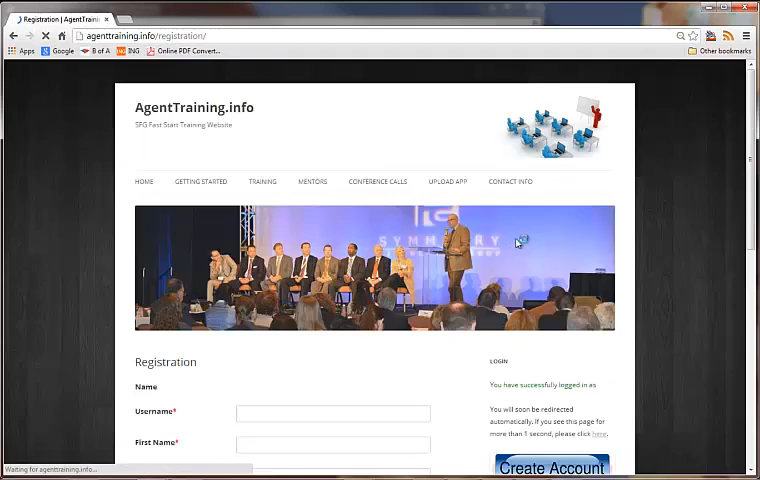 Registration | AgentTrainin
agenttraining.info/registration/
Apps Google B of A ING ING Online PDF Convert... Other bookmarks
AgentTraining.info
SFG Fast Start Training Website
HOME GETTING STARTED TRAINING MENTORS CONFERENCE CALLS UPLOAD APP CONTACT INFO
SYMMETRY
Registration
Name
Username*
First Name*
LOGIN
You have successfully logged in as
You will soon be redirected
automatically. If you see this page for
more than 1 second, please click here.
Create Account
Waiting for agenttraining.info...